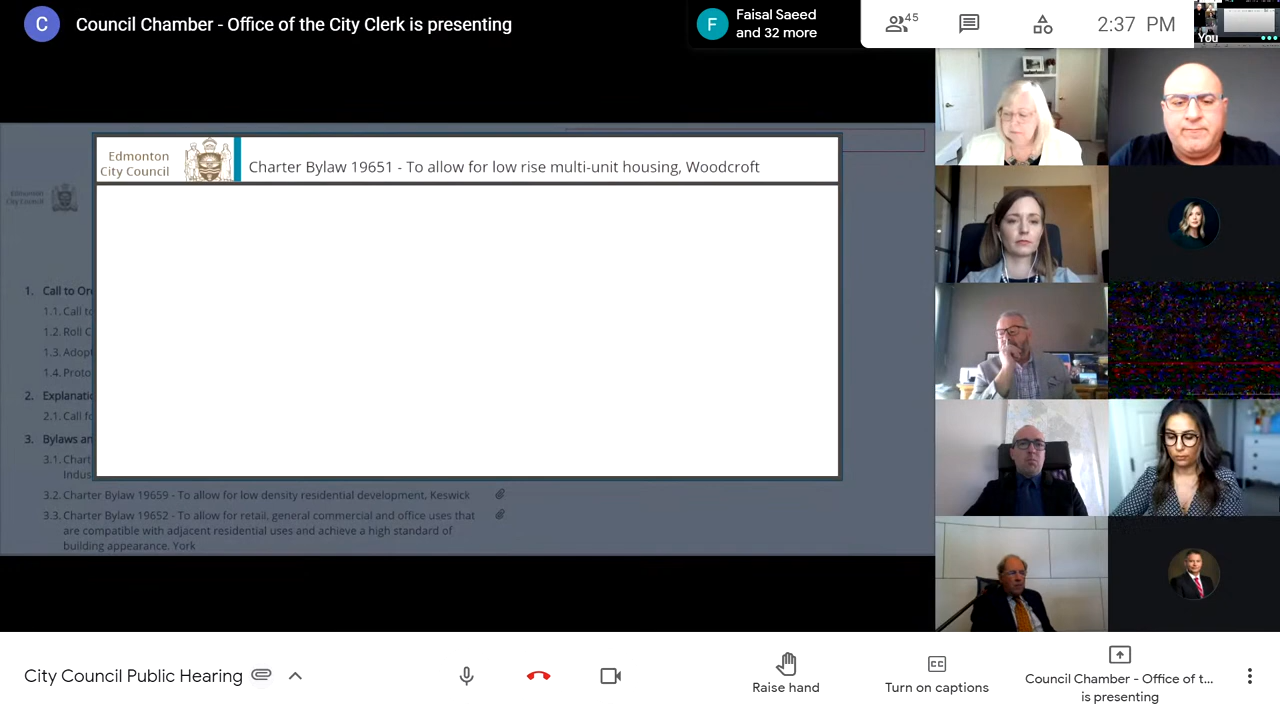 C
Council Chamber - Office of the City Clerk is presenting
F
Faisal Saeed
and 32 more
45
2:37 PM
You
Edmonton
City Council
Charter Bylaw 19651 - To allow for low rise multi-unit housing, Woodcroft
Edmonton
City Council
1. Call to Or
1.1. Call to
1.2. Roll C
1.3. Adopt
1.4. Proto
2. Explanatio
2.1. Call fo
3. Bylaws an
3.1. Chart
Indus
3.2. Charter Bylaw 19659 - To allow for low density residential development, Keswick
3.3. Charter Bylaw 19652 - To allow for retail, general commercial and office uses that
are compatible with adjacent residential uses and achieve a high standard of
building appearance, York
City Council Public Hearing
Raise hand
CC
Turn on captions
Council Chamber - Office of t...
is presenting